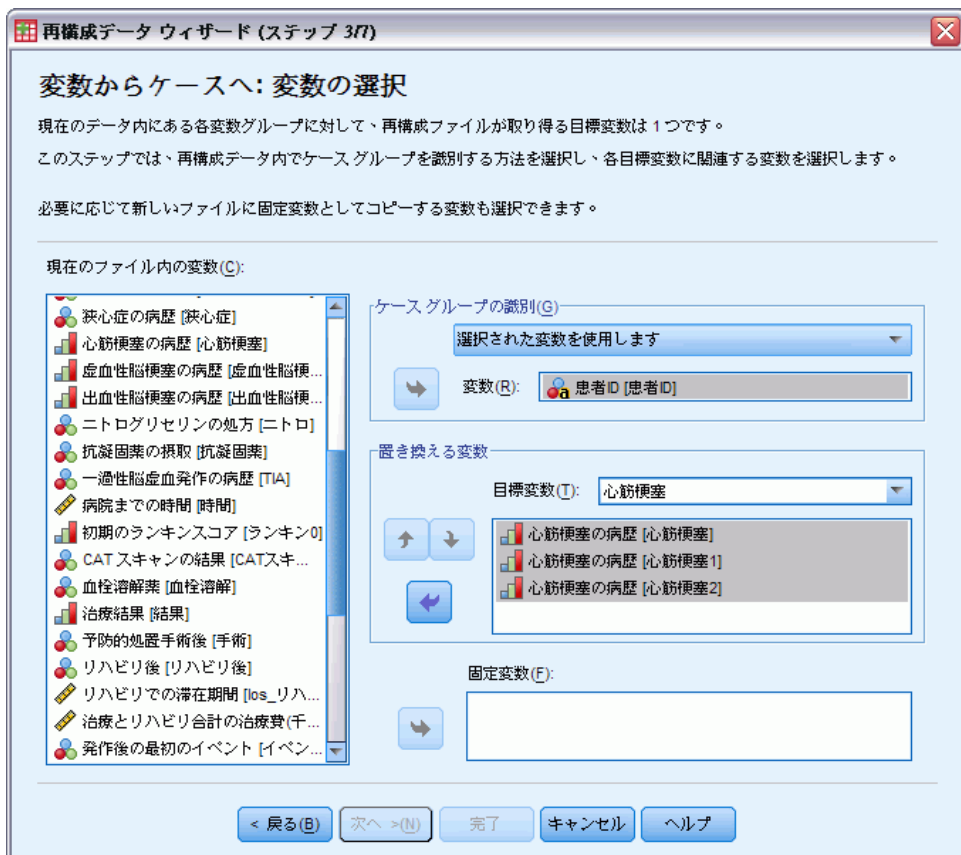 再構成データ ウィザード (ステップ 3/7)
変数からケースへ: 変数の選択
現在のデータ内にある各変数グループに対して、再構成ファイルが取り得る目標変数は 1 つです。
このステップでは、再構成データ内でケース グループを識別する方法を選択し、各目標変数に関連する変数を選択します。
必要に応じて新しいファイルに固定変数としてコピーする変数も選択できます。
現在のファイル内の変数(C):
狭心症の病歴 [狭心症]
心筋梗塞の病歴 [心筋梗塞]
虚血性脳梗塞の病歴 [虚血性脳梗...
出血性脳梗塞の病歴 [出血性脳梗...
ニトログリセリンの処方 [ニトロ]
抗凝固薬の摂取 [抗凝固薬]
一過性脳虚血発作の病歴 [TIA]
病院までの時間 [時間]
初期のランキンスコア [ランキン0]
CAT スキャンの結果 [CATスキ...
血栓溶解薬 [血栓溶解]
治療結果 [結果]
予防的処置手術後 [手術]
リハビリ後 [リハビリ後]
リハビリでの滞在期間 [los_リハ...
治療とリハビリ合計の治療費(千...
発作後の最初のイベント [イベン...
ケース グループの識別(G)
選択された変数を使用します
変数(R):
a 患者ID [患者ID]
置き換える変数
目標変数(T):
心筋梗塞
心筋梗塞の病歴 [心筋梗塞]
心筋梗塞の病歴 [心筋梗塞1]
心筋梗塞の病歴 [心筋梗塞2]
固定変数(F):
< 戻る(B)
次へ >(N)
完了
キャンセル
ヘルプ